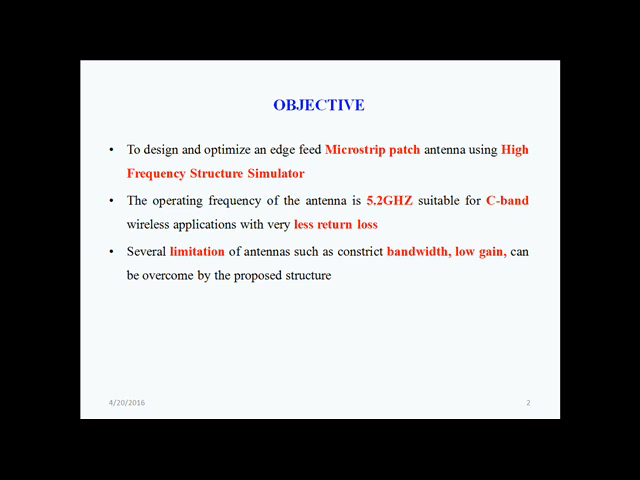 OBJECTIVE
• To design and optimize an edge feed Microstrip patch antenna using High
Frequency Structure Simulator
• The operating frequency of the antenna is 5.2GHZ suitable for C-band
wireless applications with very less return loss
• Several limitation of antennas such as constrict bandwidth, low gain, can
be overcome by the proposed structure
4/20/2016
2